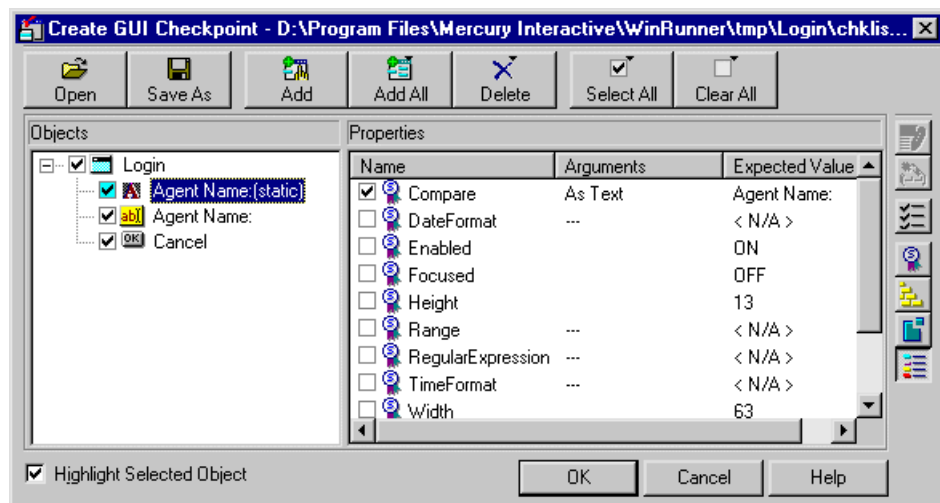 Create GUI Checkpoint - D:\Program Files\Mercury Interactive\WinRunner\tmp\Login\chklis...
Open Save As Add Add All Delete Select All Clear All
Objects
Login
Agent Name:(static)
Agent Name:
Cancel
Properties
Name Arguments Expected Value
Compare As Text Agent Name:
DateFormat --- < N/A >
Enabled ON
Focused OFF
Height 13
Range --- < N/A >
RegularExpression --- < N/A >
TimeFormat --- < N/A >
Width 63
Highlight Selected Object
OK Cancel Help